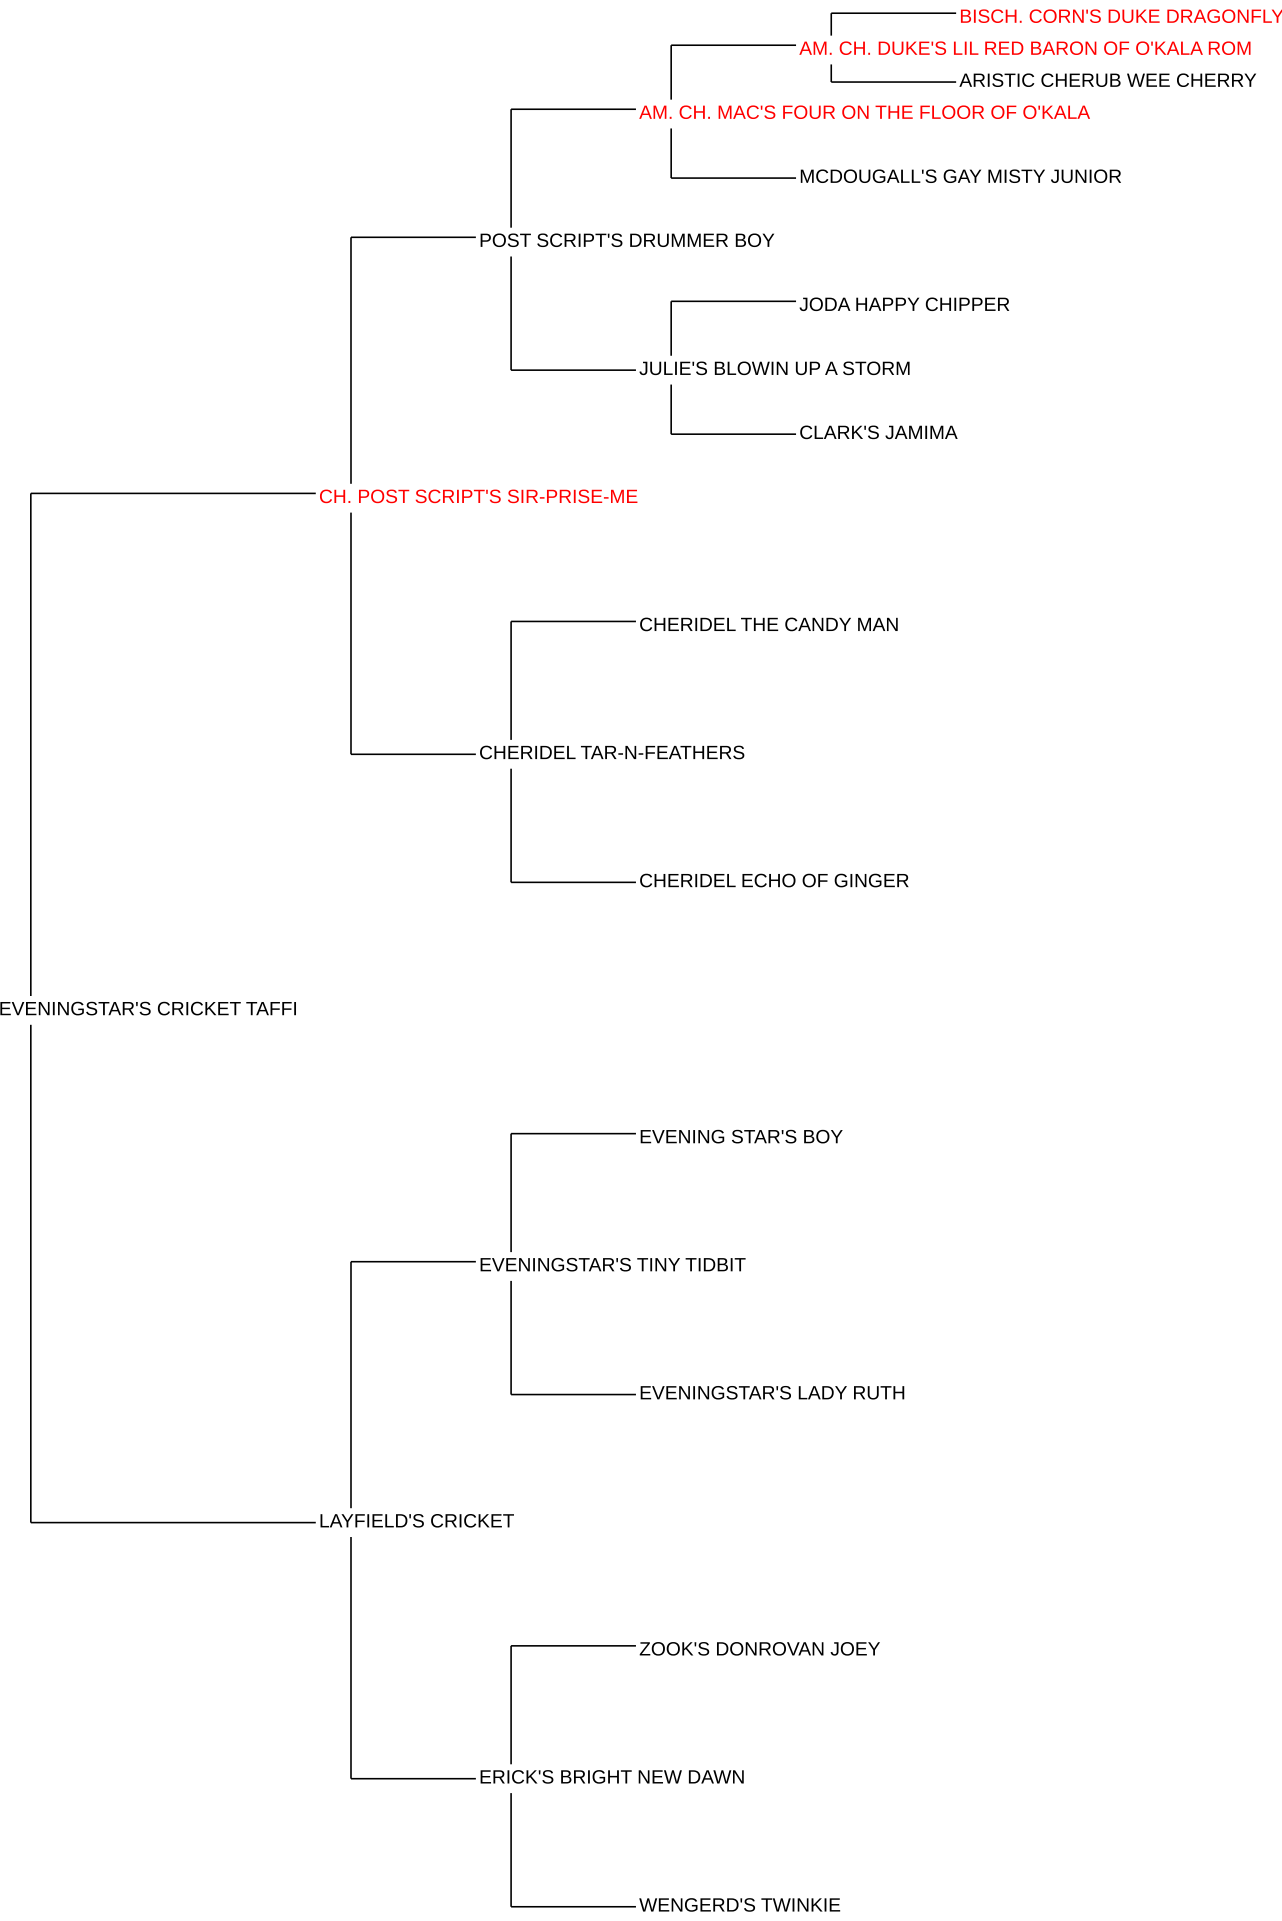 BISCH. CORN'S DUKE DRAGONFLY
AM. CH. DUKE'S LIL RED BARON OF O'KALA ROM
ARISTIC CHERUB WEE CHERRY
AM. CH. MAC'S FOUR ON THE FLOOR OF O'KALA
MCDOUGALL'S GAY MISTY JUNIOR
POST SCRIPT'S DRUMMER BOY
JODA HAPPY CHIPPER
JULIE'S BLOWIN UP A STORM
CLARK'S JAMIMA
CH. POST SCRIPT'S SIR-PRISE-ME
CHERIDEL THE CANDY MAN
CHERIDEL TAR-N-FEATHERS
CHERIDEL ECHO OF GINGER
EVENINGSTAR'S CRICKET TAFFI
EVENING STAR'S BOY
EVENINGSTAR'S TINY TIDBIT
EVENINGSTAR'S LADY RUTH
LAYFIELD'S CRICKET
ZOOK'S DONROVAN JOEY
ERICK'S BRIGHT NEW DAWN
WENGERD'S TWINKIE